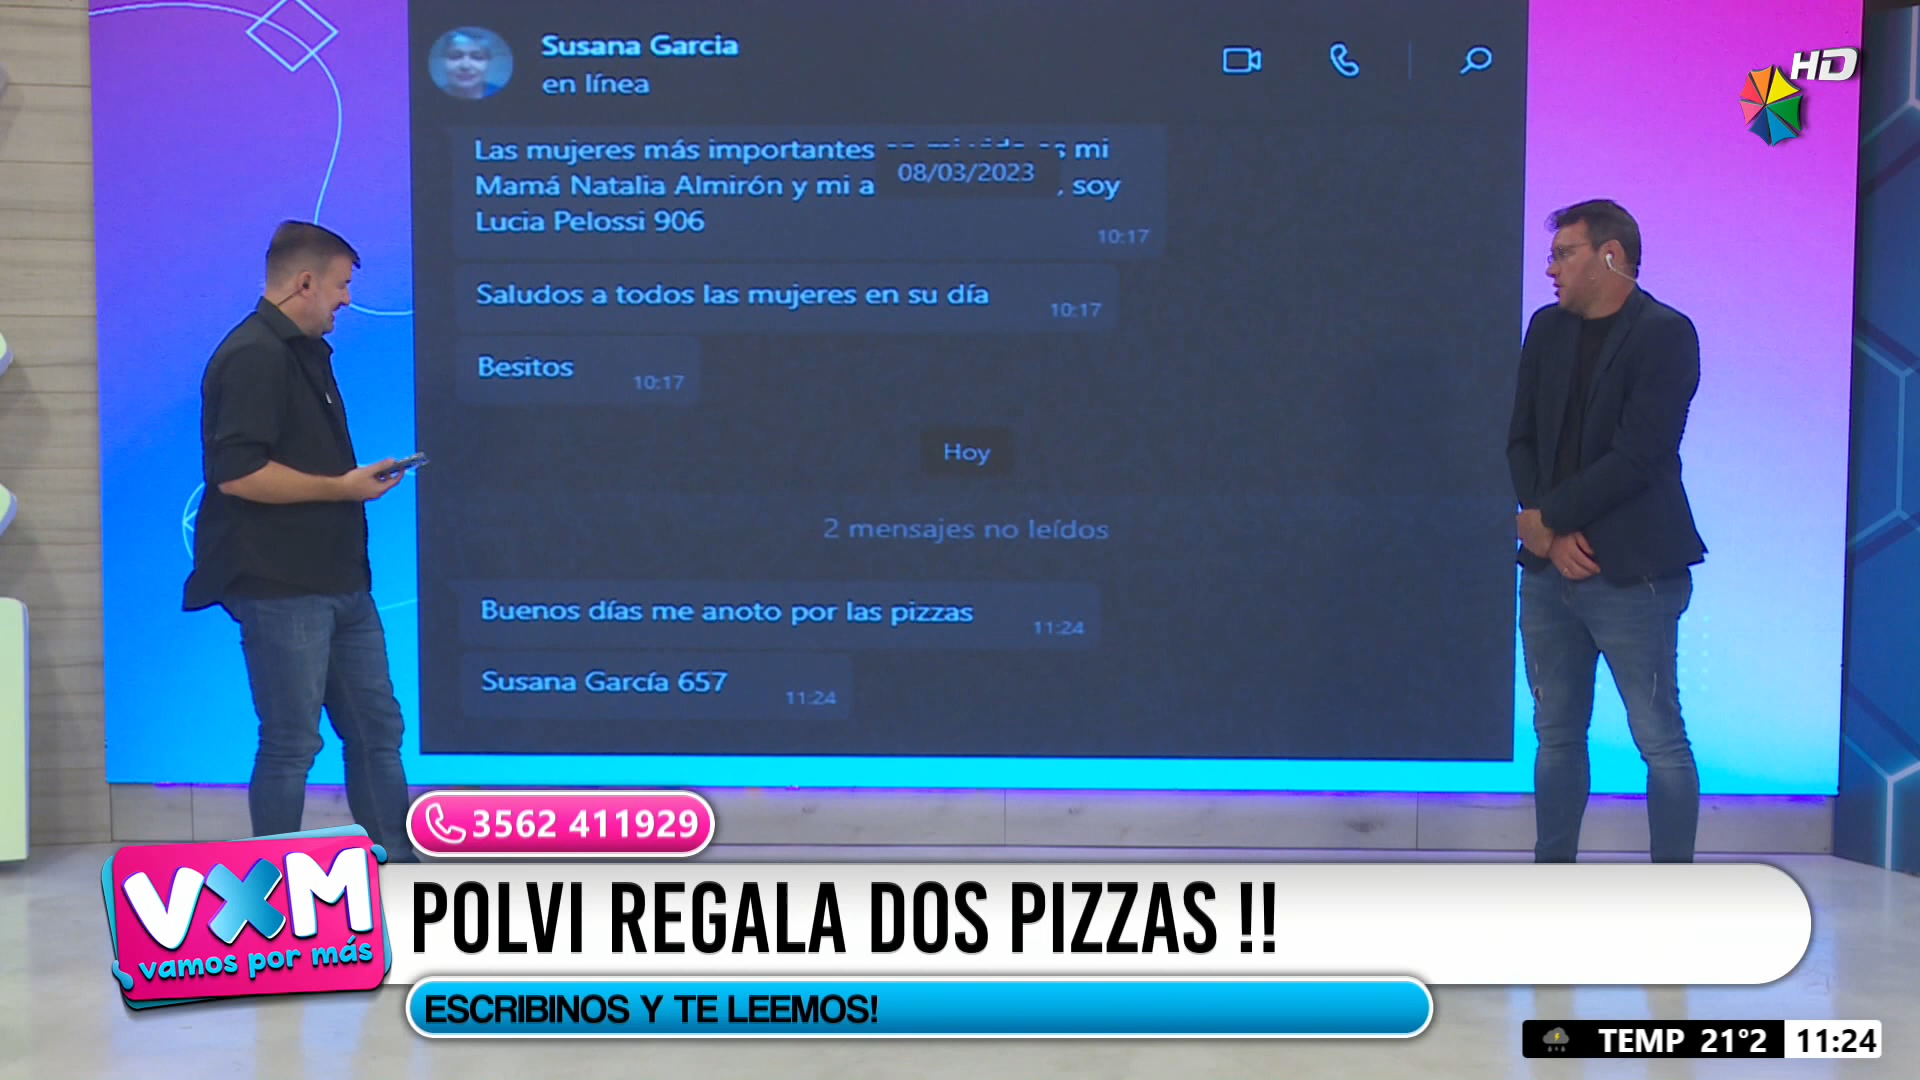 Susana Garcia
en línea
HD
Las mujeres más importantes
mi
08/03/2023
Mamá Natalia Almirón y mi a
, soy
Lucia Pelossi 906
10:17
Saludos a todos las mujeres en su día
10:17
Besitos
10:17
Hoy
2 mensajes no leídos
Buenos días me anoto por las pizzas
11:24
Susana García 657
11:24
3562 411929
VXM
vamos por más
POLVI REGALA DOS PIZZAS !!
ESCRIBINOS Y TE LEEMOS!
TEMP 21°2 11:24